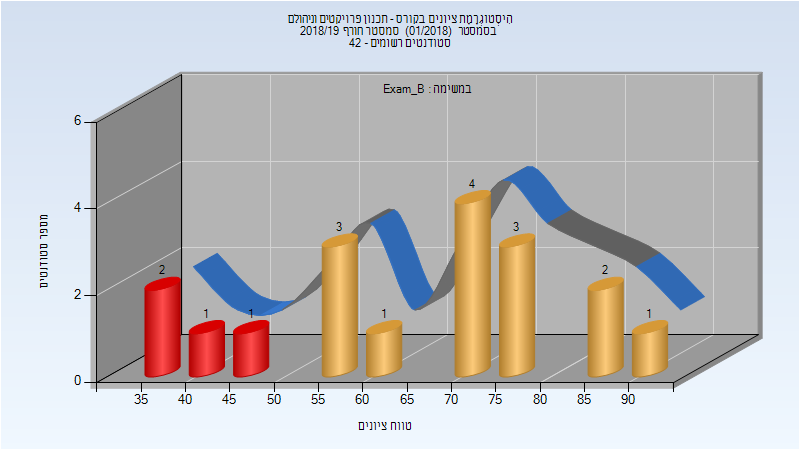 היסטוגרמת ציונים בקורס - תכנון פרויקטים וניהולם
בסמסטר (01/2018) סמסטר חורף 2018/19
סטודנטים רשומים - 42
במשימה : Exam_B
מספר סטודנטים
6
4
2
0
2
1
1
3
1
4
3
2
1
35 40 45 50 55 60 65 70 75 80 85 90
טווח ציונים